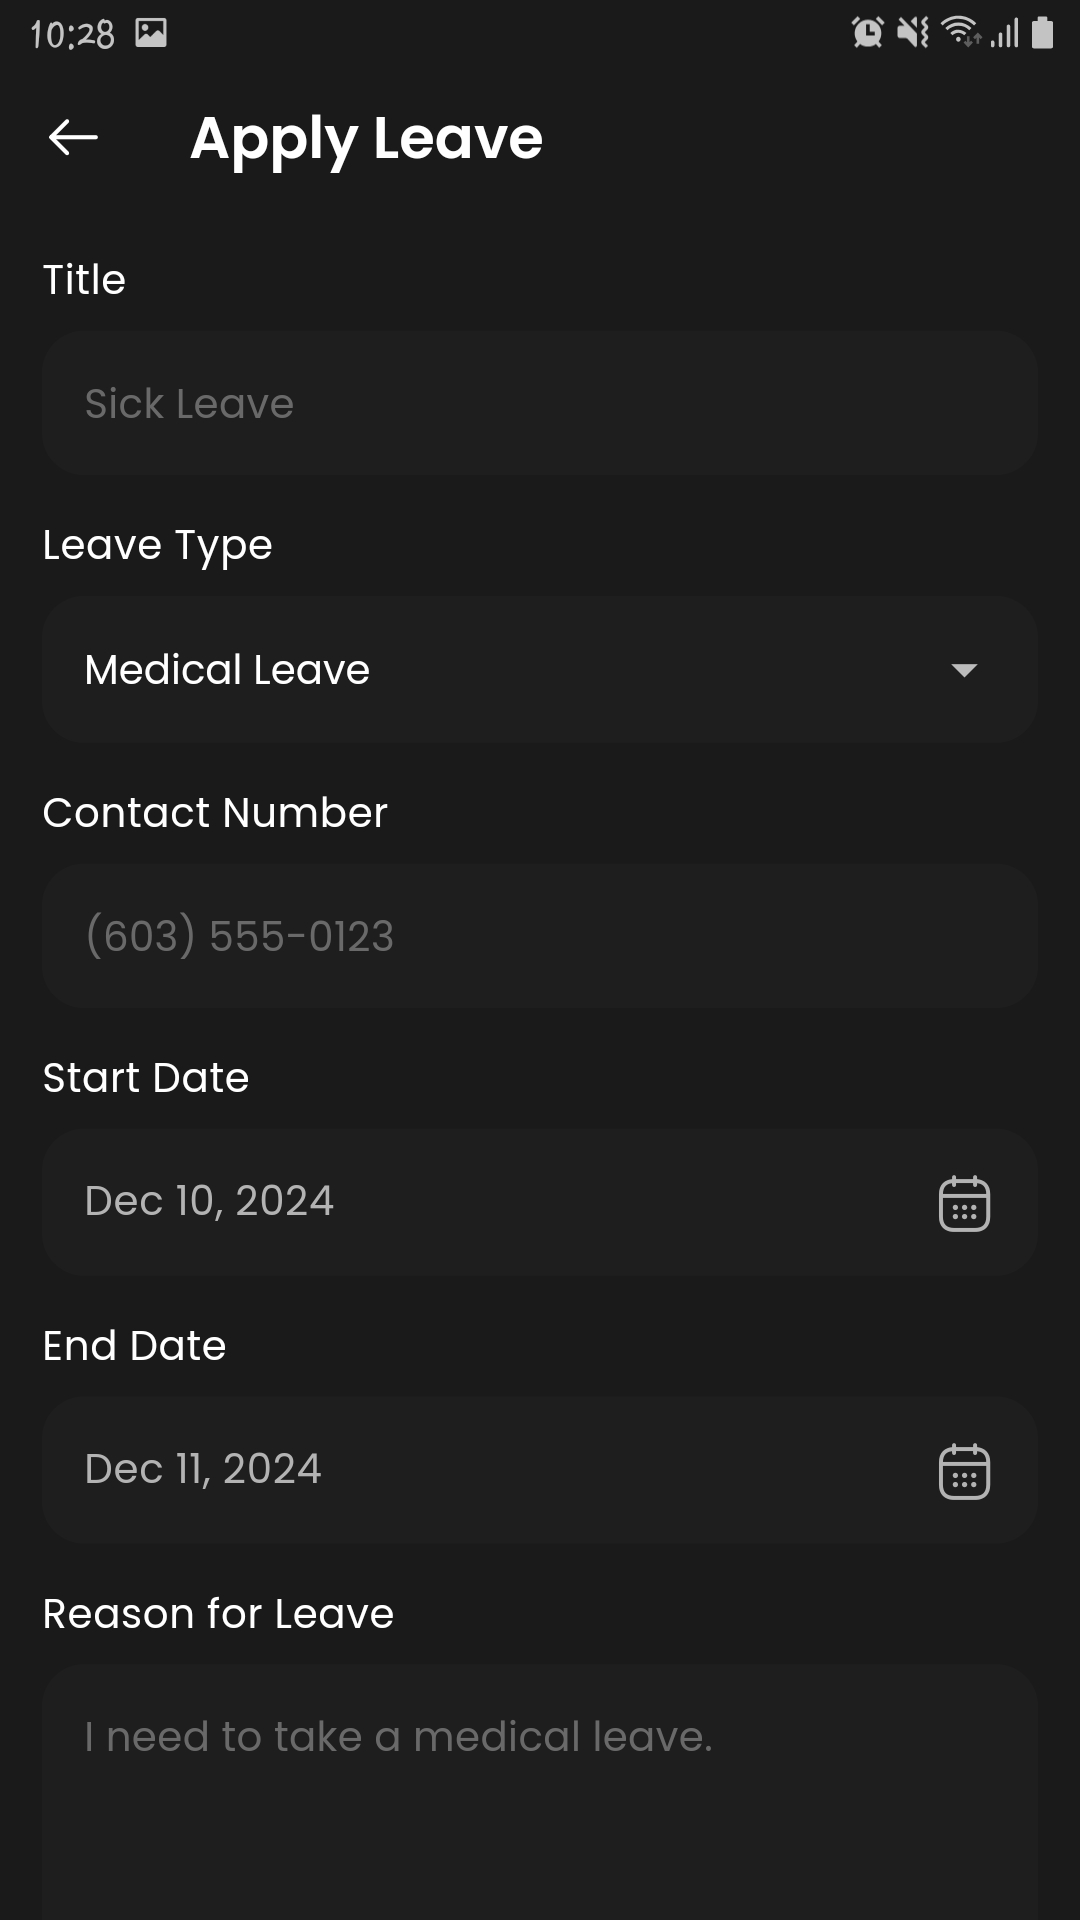 10:28
Apply Leave
Title
Sick Leave
Leave Type
Medical Leave
Contact Number
(603) 555-0123
Start Date
Dec 10, 2024
End Date
Dec 11, 2024
Reason for Leave
I need to take a medical leave.